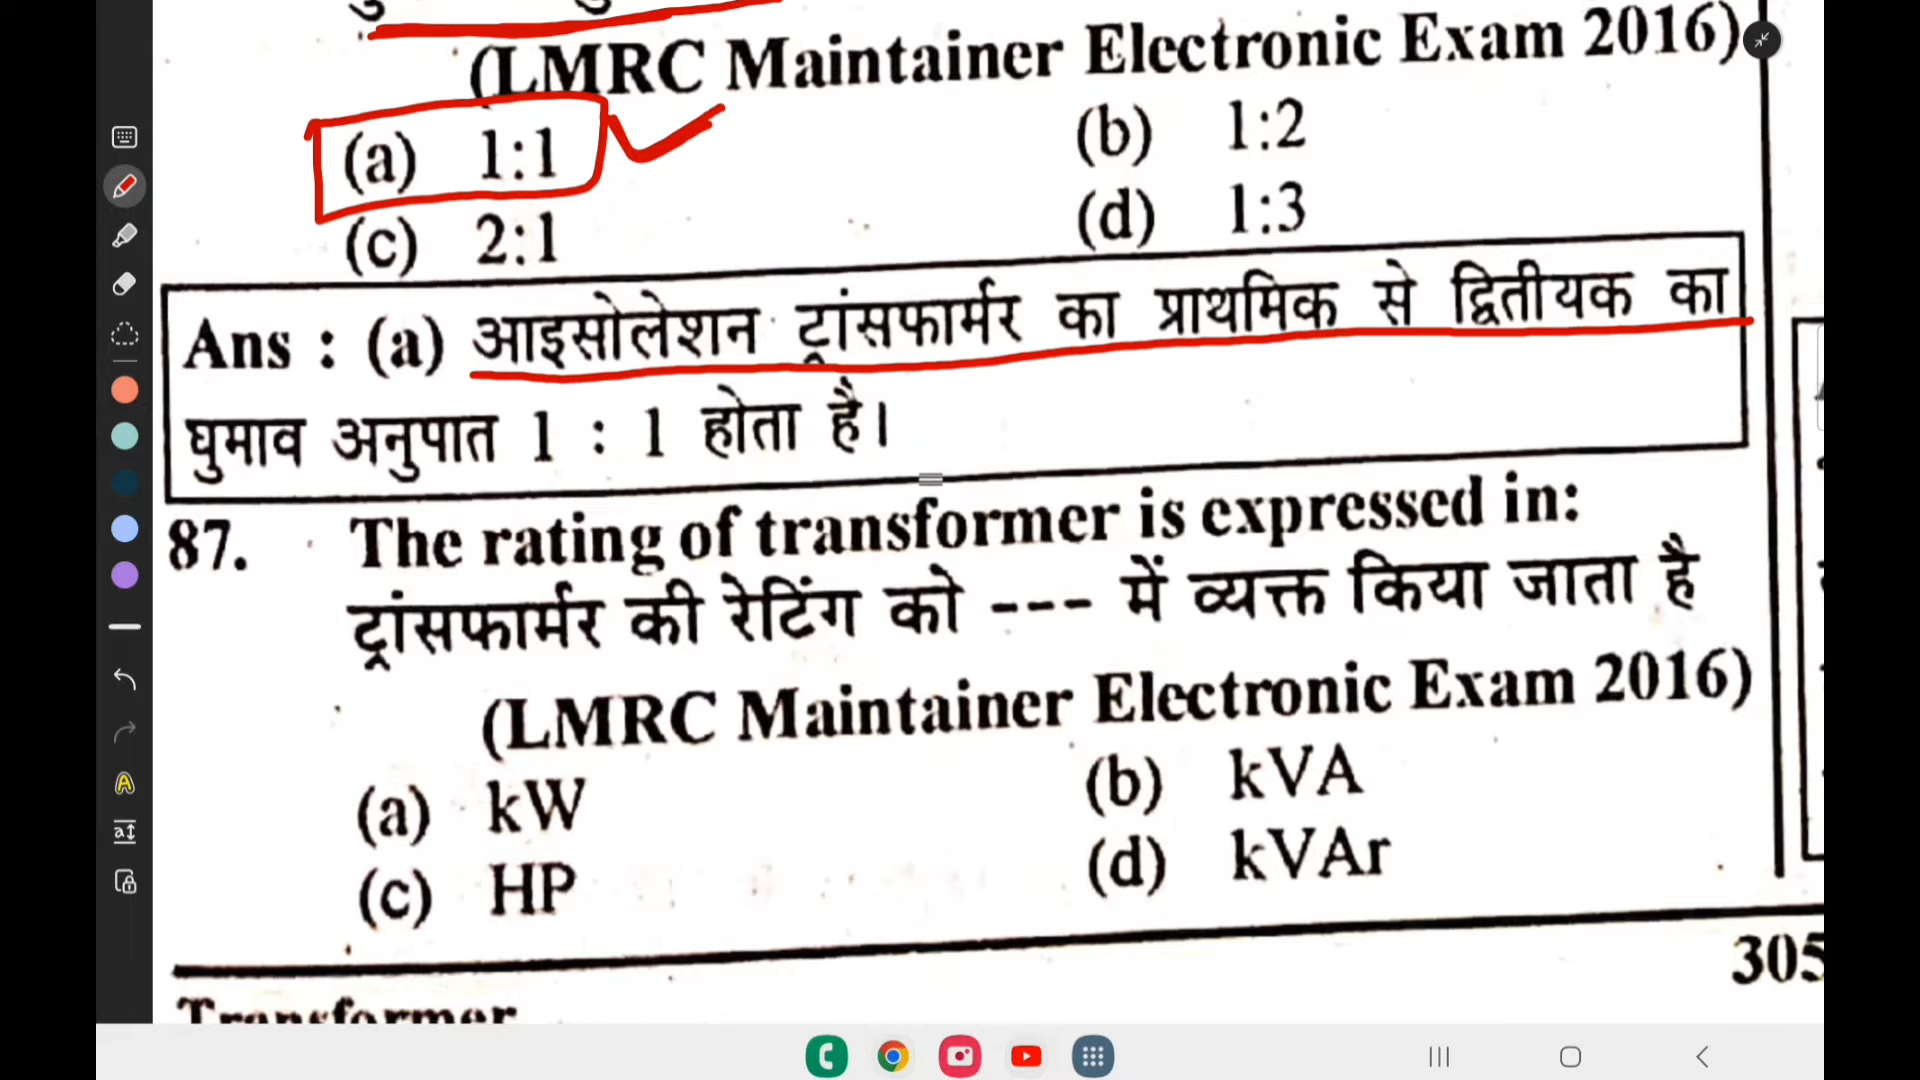 (LMRC Maintainer Electronic Exam 2016)
(a) 1:1 (b) 1:2
(c) 2:1 (d) 1:3
Ans : (a) आइसोलेशन ट्रांसफार्मर का प्राथमिक से द्वितीयक का
घुमाव अनुपात 1 : 1 होता है।
87. The rating of transformer is expressed in:
ट्रांसफार्मर की रेटिंग को --- में व्यक्त किया जाता है
(LMRC Maintainer Electronic Exam 2016)
(a) kW (b) kVA
(c) HP (d) kVAr
305
Transformer